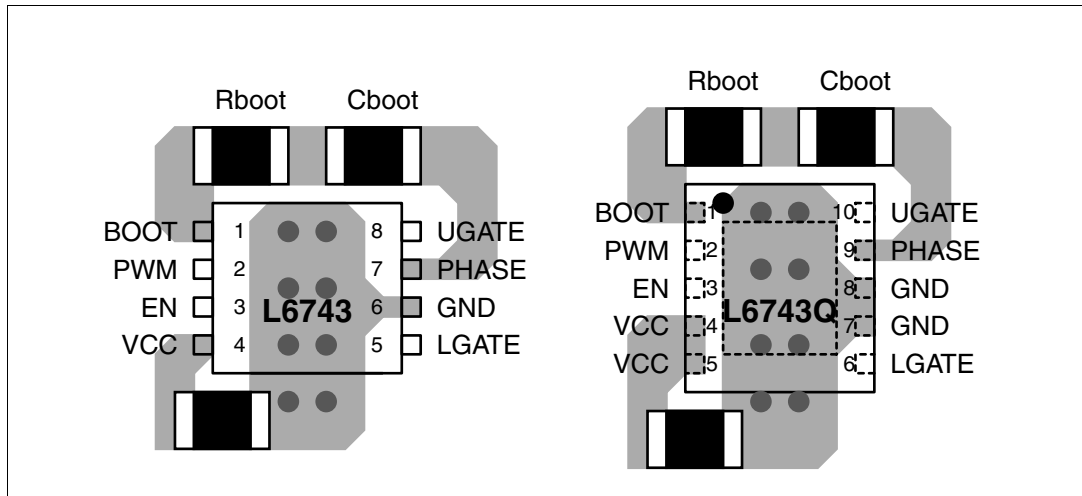 Rboot Cboot
BOOT 1 8 UGATE
PWM 2 7 PHASE
EN 3 6 GND
L6743
VCC 4 5 LGATE
Rboot Cboot
BOOT 1 10 UGATE
PWM 2 9 PHASE
EN 3 8 GND
L6743Q
VCC 4 7 GND
VCC 5 6 LGATE